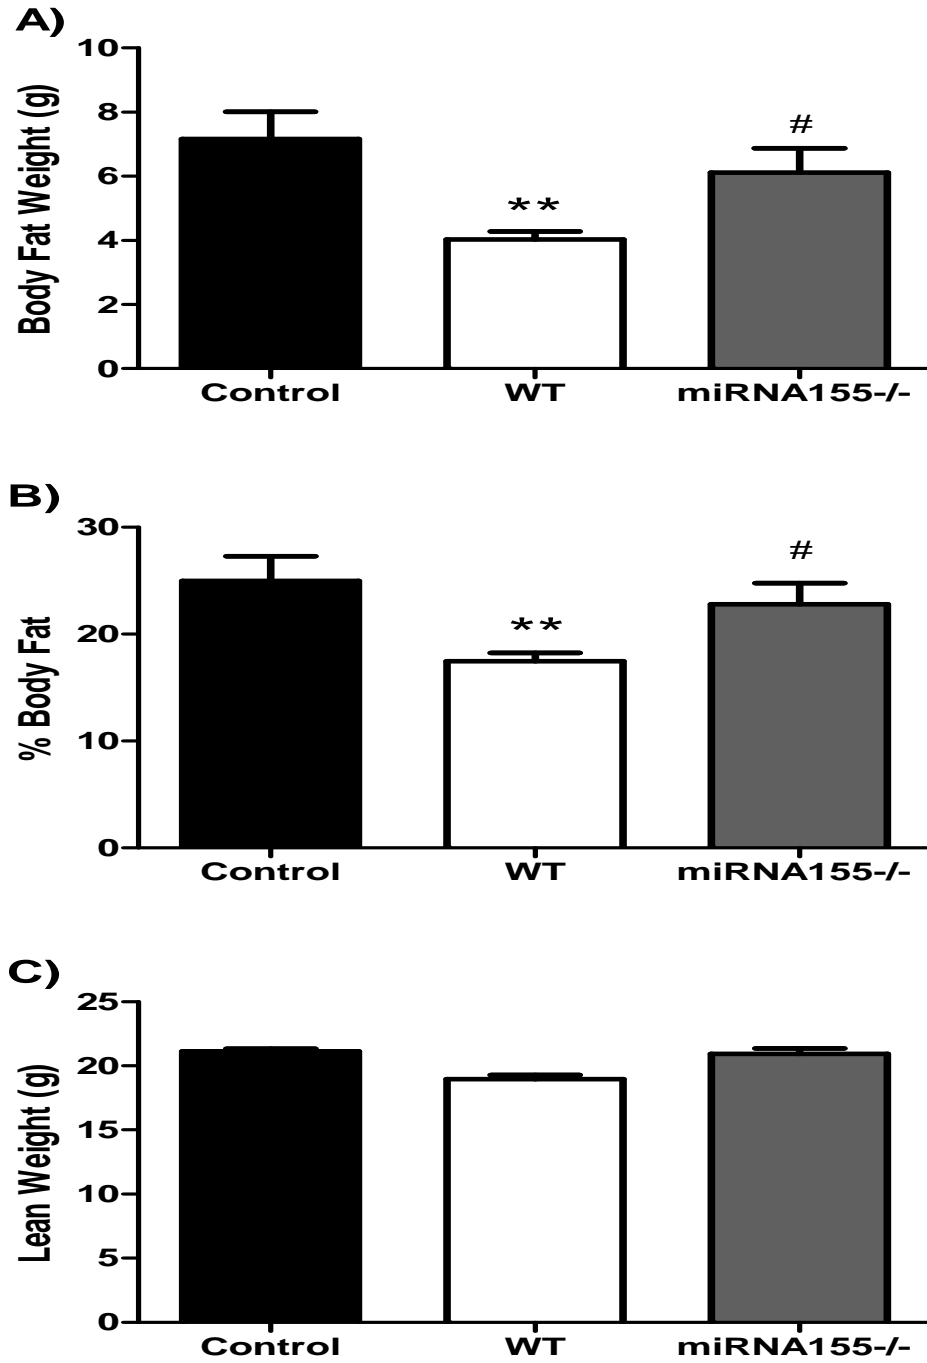 A)
Body Fat Weight (g)
10
8
6
4
2
0
**
#
Control WT miRNA155-/-
B)
% Body Fat
30
20
10
0
**
#
Control WT miRNA155-/-
C)
Lean Weight (g)
25
20
15
10
5
0
Control WT miRNA155-/-